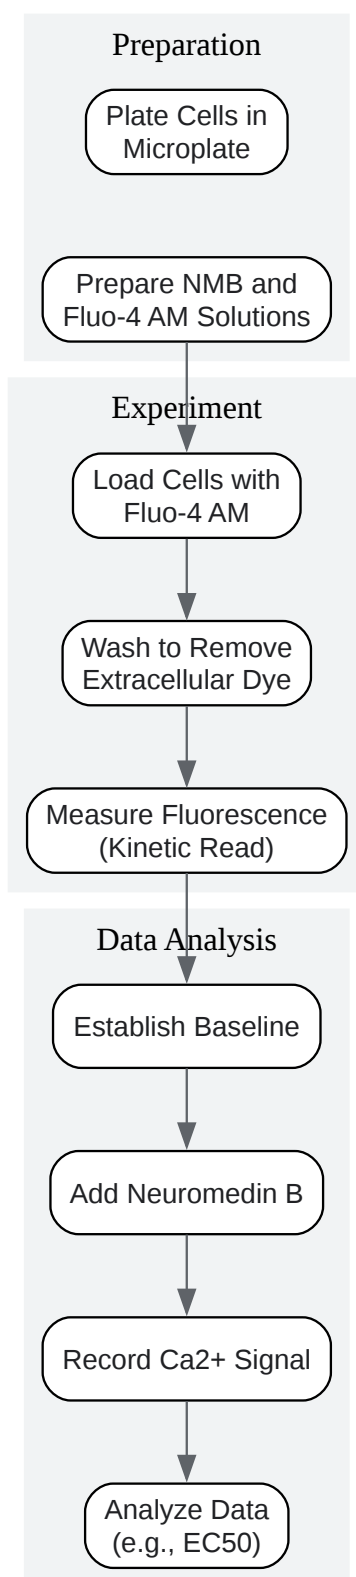 Preparation
Plate Cells in
Microplate
Prepare NMB and
Fluo-4 AM Solutions
Experiment
Load Cells with
Fluo-4 AM
Wash to Remove
Extracellular Dye
Measure Fluorescence
(Kinetic Read)
Data Analysis
Establish Baseline
Add Neuromedin B
Record Ca2+ Signal
Analyze Data
(e.g., EC50)